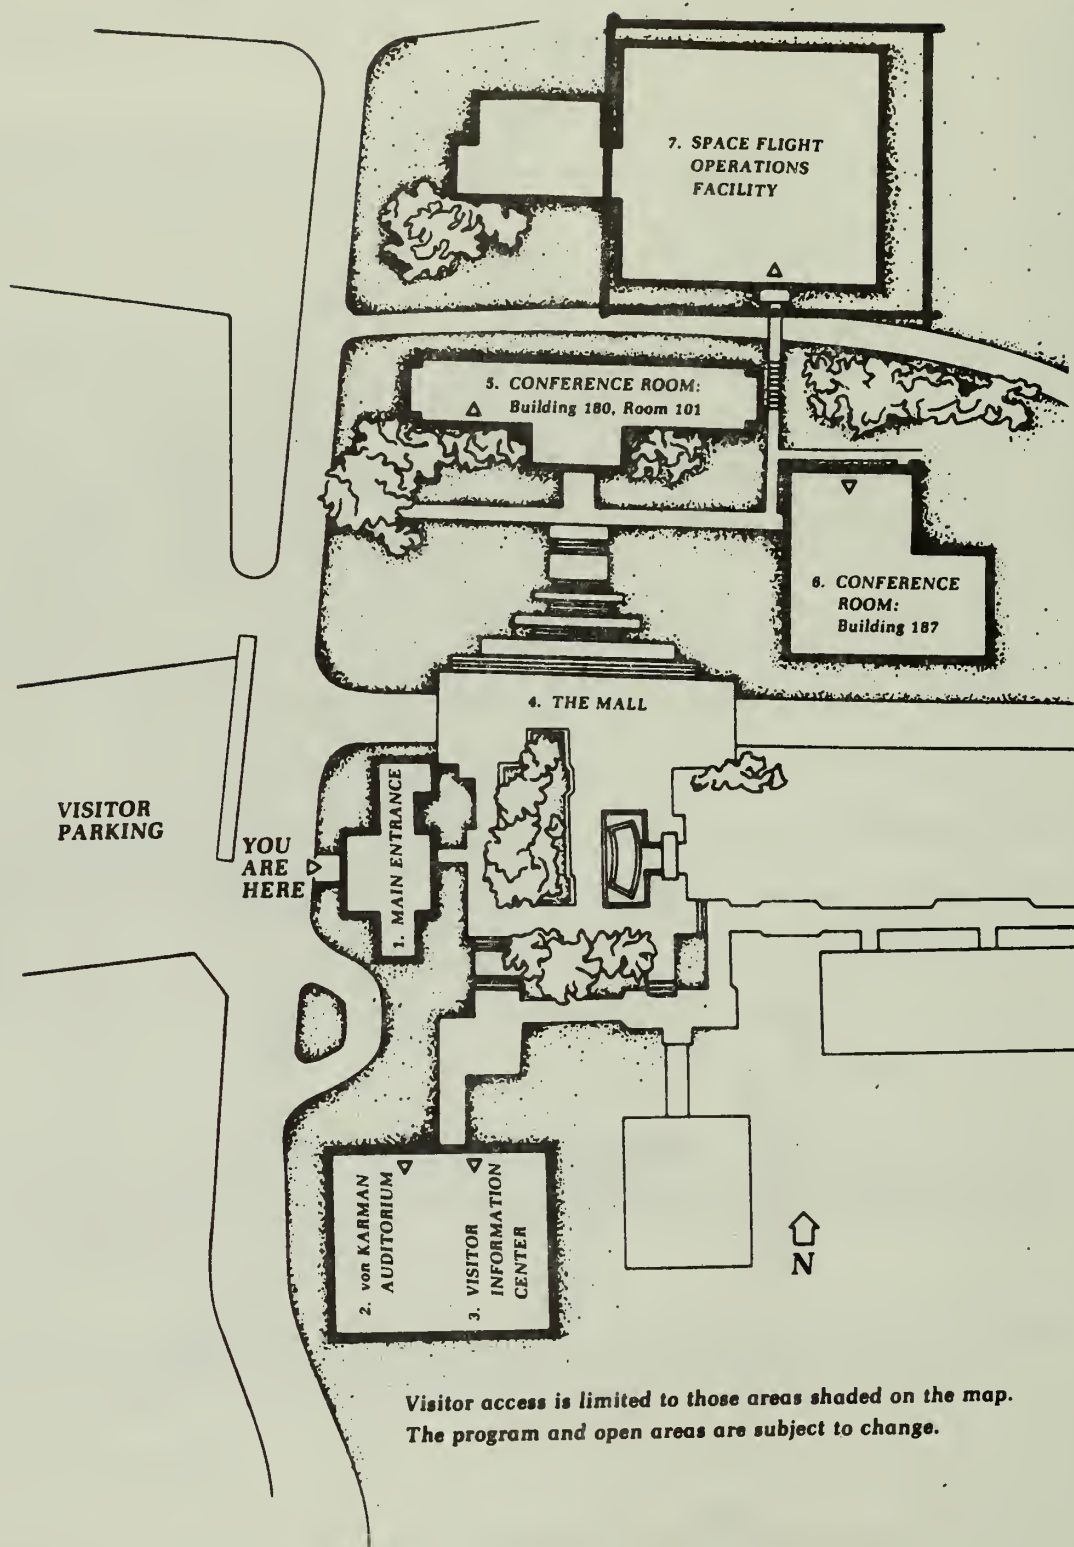 7. SPACE FLIGHT
OPERATIONS
FACILITY
5. CONFERENCE ROOM:
Building 180, Room 101
6. CONFERENCE
ROOM:
Building 187
4. THE MALL
VISITOR
PARKING
YOU
ARE
HERE
1. MAIN ENTRANCE
2. von KARMAN
AUDITORIUM
3. VISITOR
INFORMATION
CENTER
N
Visitor access is limited to those areas shaded on the map.
The program and open areas are subject to change.